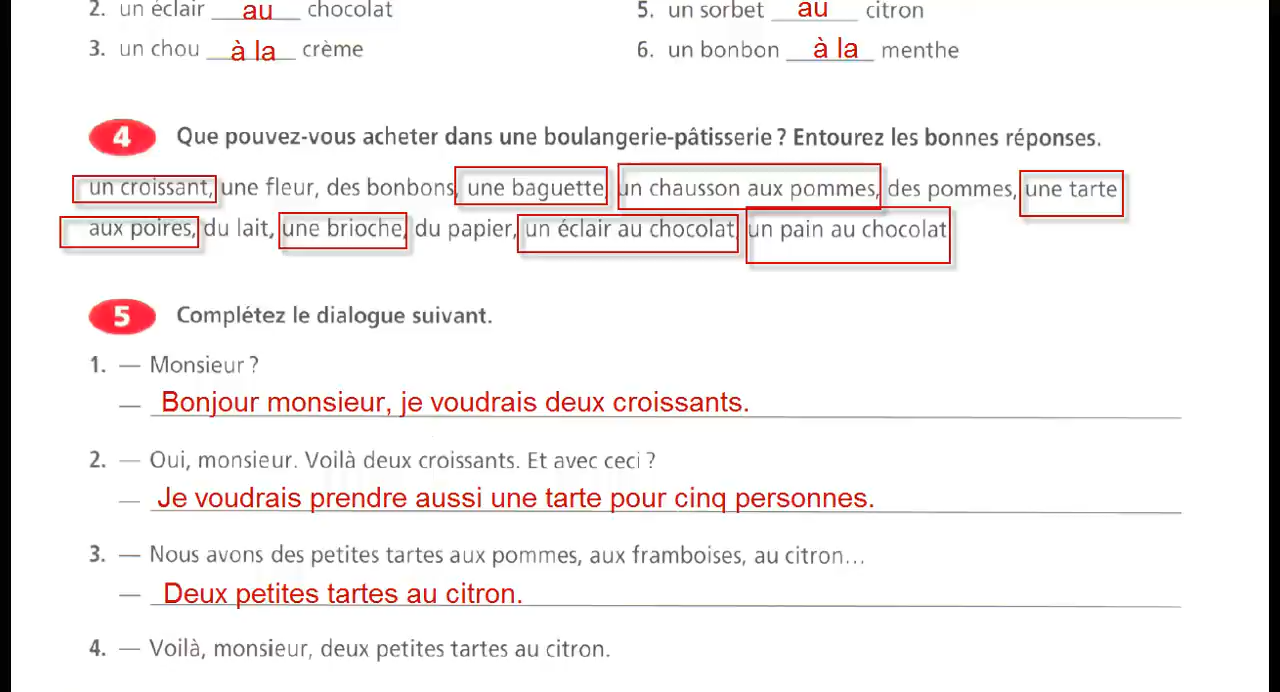 2. un éclair au chocolat
5. un sorbet au citron
3. un chou à la crème
6. un bonbon à la menthe
4 Que pouvez-vous acheter dans une boulangerie-pâtisserie ? Entourez les bonnes réponses.
un croissant, une fleur, des bonbons, une baguette, un chausson aux pommes, des pommes, une tarte
aux poires, du lait, une brioche, du papier, un éclair au chocolat, un pain au chocolat
5 Complétez le dialogue suivant.
1. — Monsieur ?
— Bonjour monsieur, je voudrais deux croissants.
2. — Oui, monsieur. Voilà deux croissants. Et avec ceci ?
— Je voudrais prendre aussi une tarte pour cinq personnes.
3. — Nous avons des petites tartes aux pommes, aux framboises, au citron...
— Deux petites tartes au citron.
4. — Voilà, monsieur, deux petites tartes au citron.